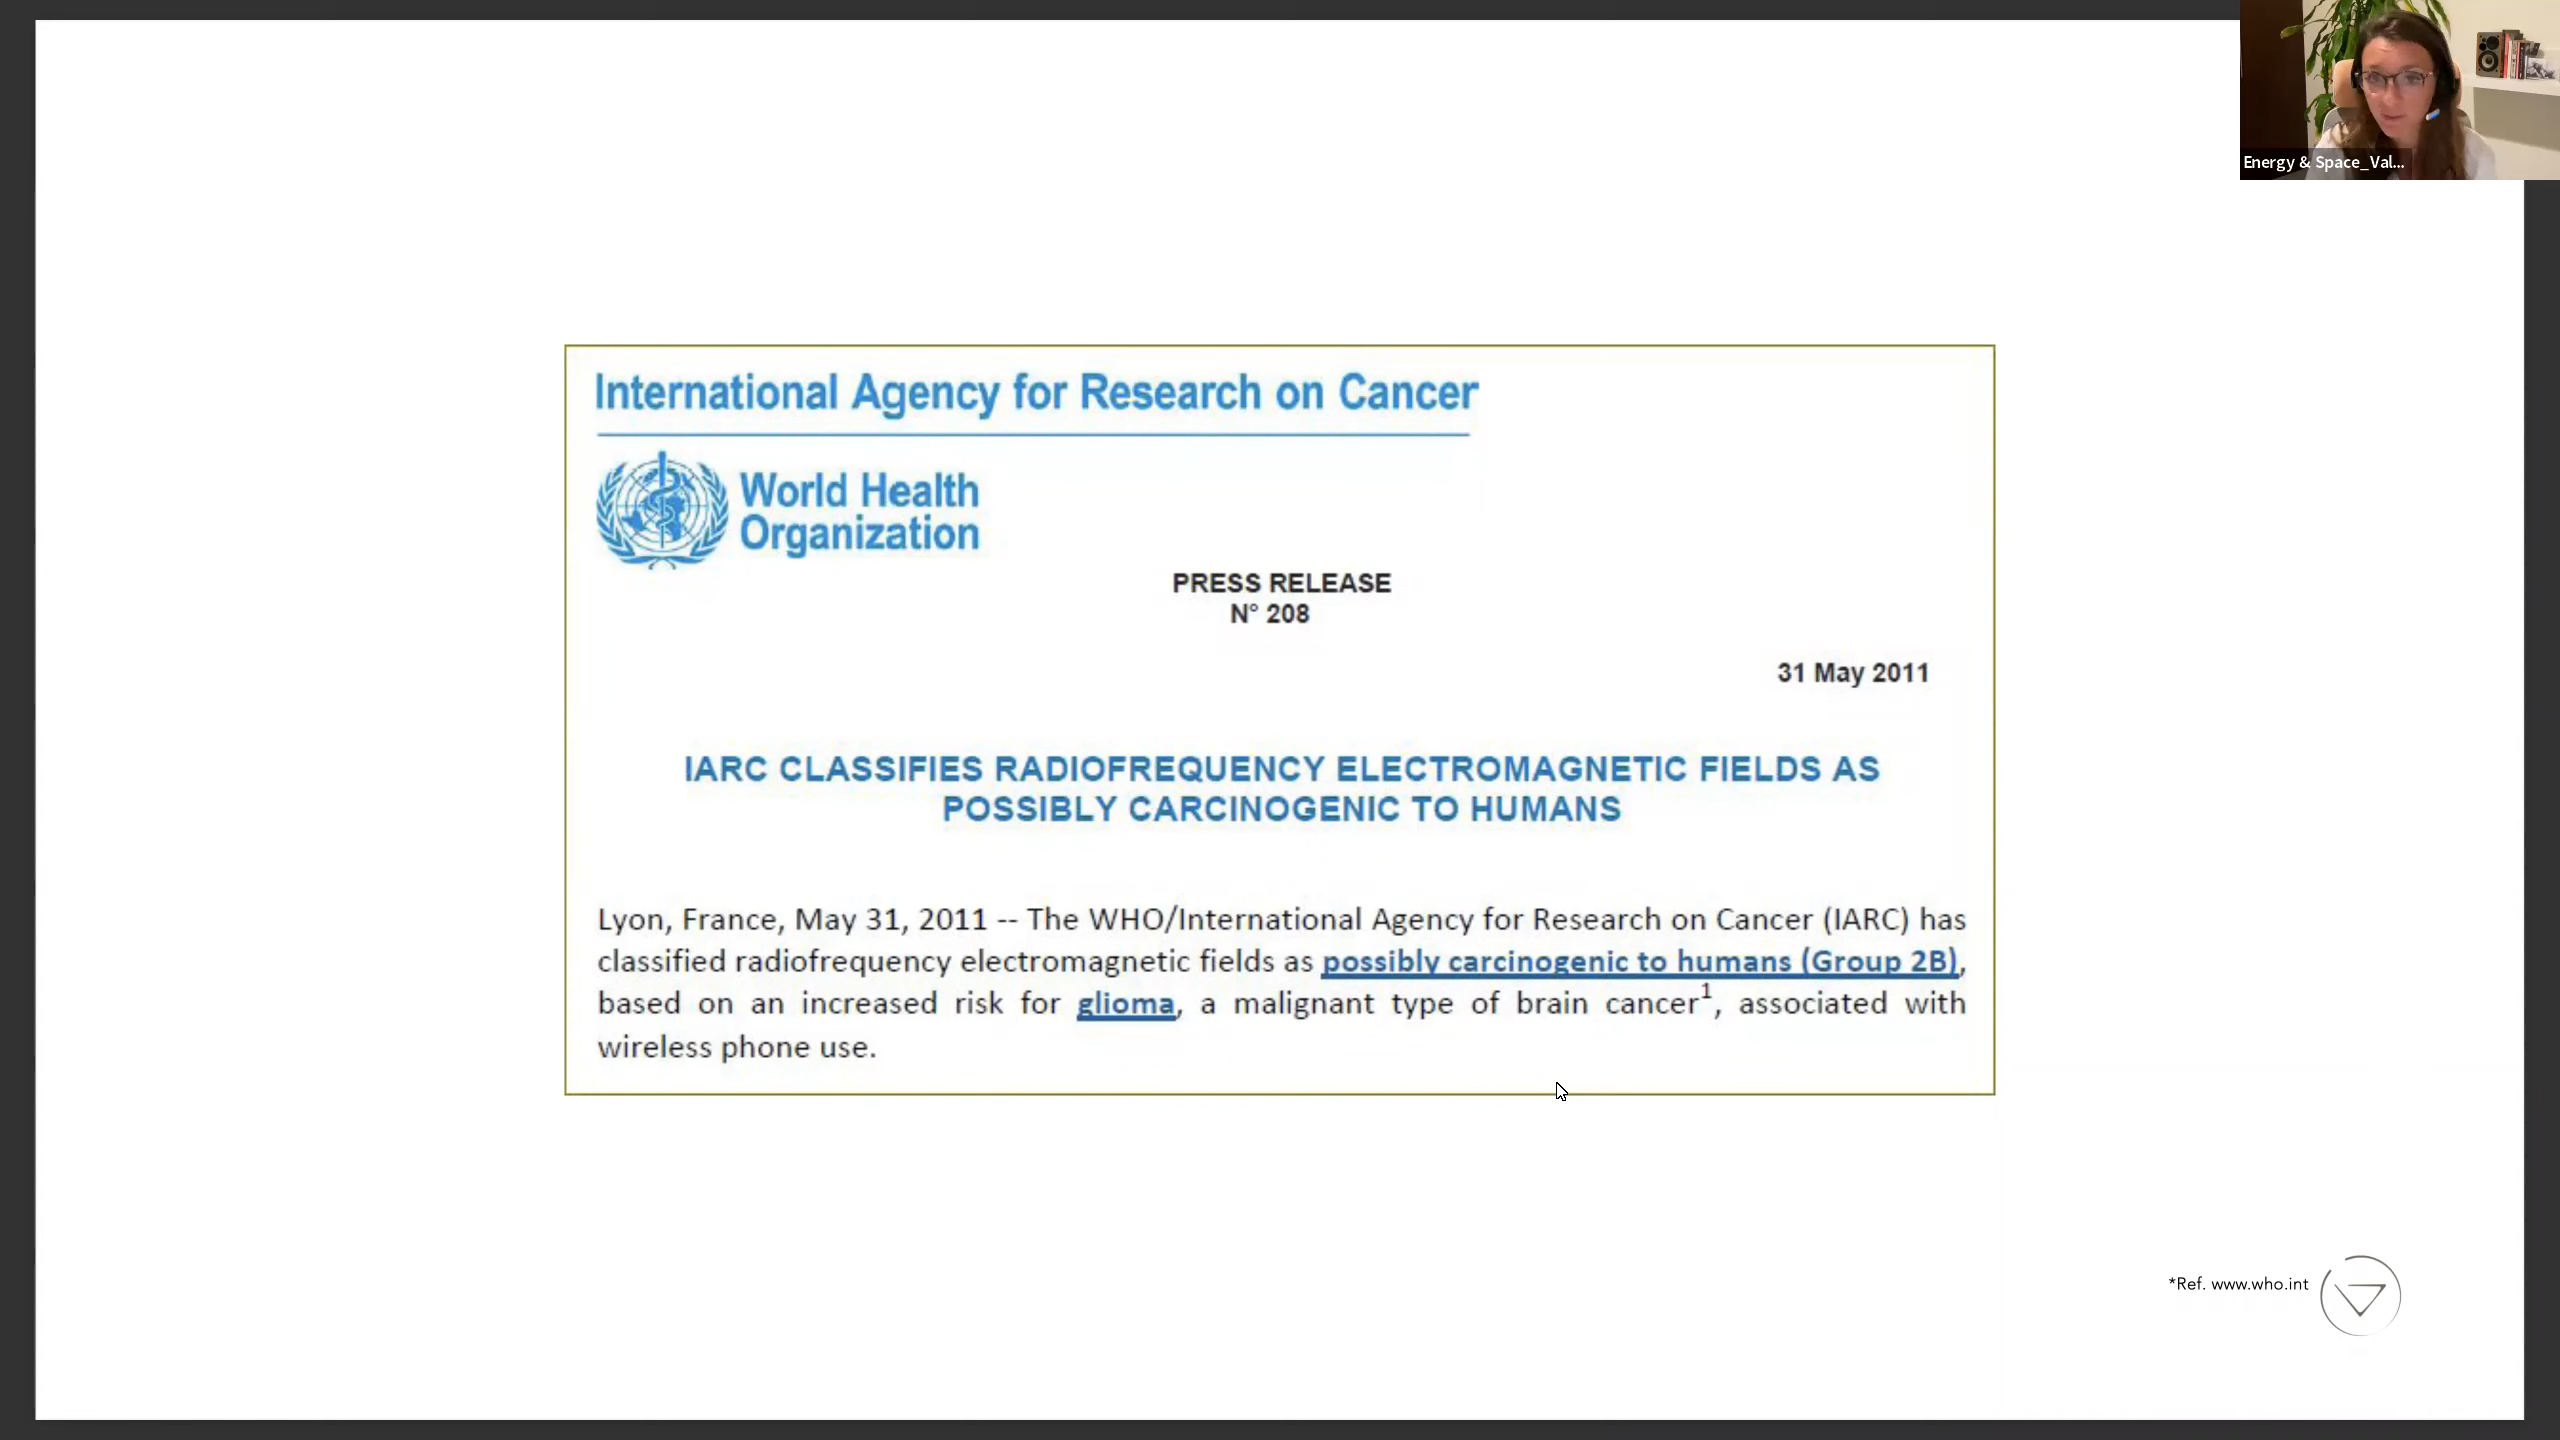 Energy & Space_Val...
International Agency for Research on Cancer
World Health
Organization
PRESS RELEASE
N° 208
31 May 2011
IARC CLASSIFIES RADIOFREQUENCY ELECTROMAGNETIC FIELDS AS
POSSIBLY CARCINOGENIC TO HUMANS
Lyon, France, May 31, 2011 -- The WHO/International Agency for Research on Cancer (IARC) has
classified radiofrequency electromagnetic fields as possibly carcinogenic to humans (Group 2B),
based on an increased risk for glioma, a malignant type of brain cancer¹, associated with
wireless phone use.
*Ref. www.who.int